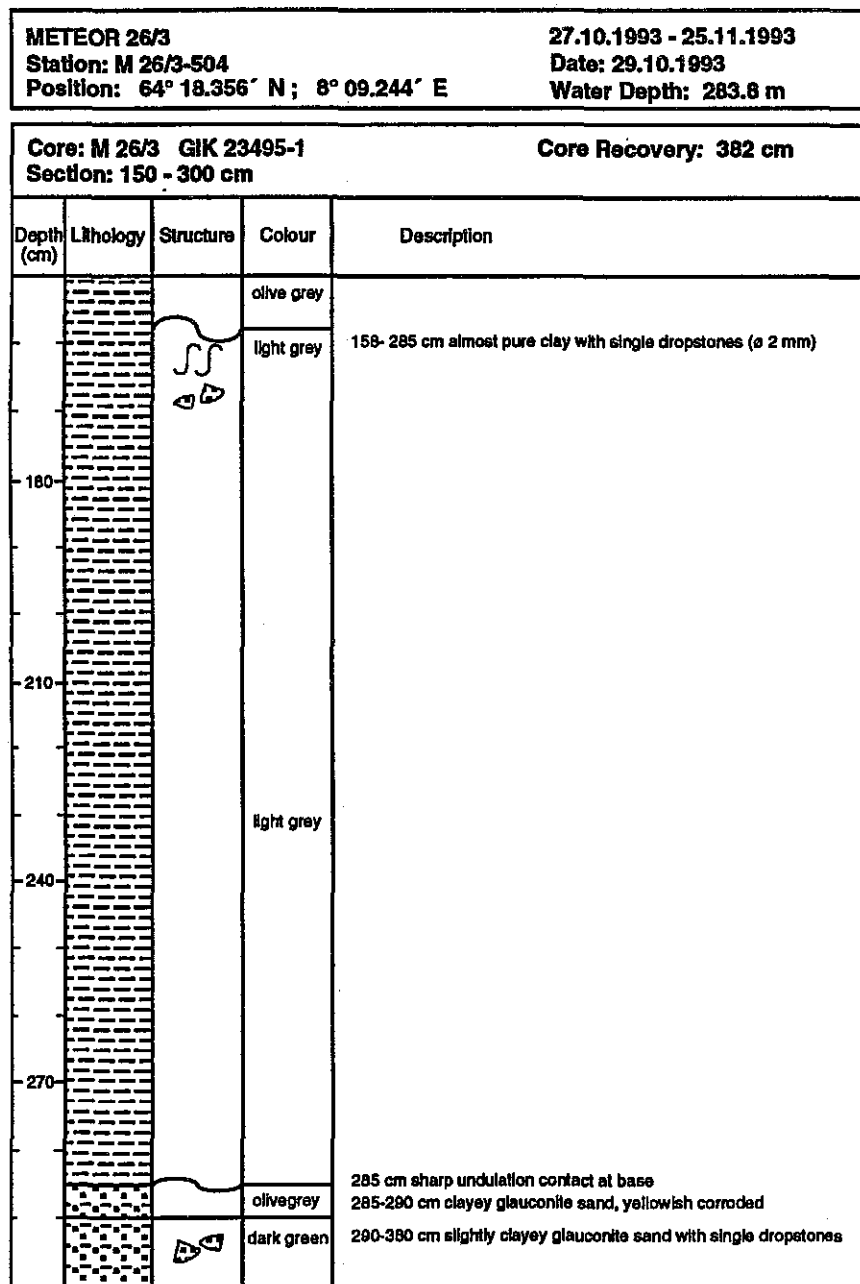 METEOR 26/3 27.10.1993 - 25.11.1993
Station: M 26/3-504 Date: 29.10.1993
Position: 64° 18.356´ N ; 8° 09.244´ E Water Depth: 283.8 m
Core: M 26/3 GIK 23495-1 Core Recovery: 382 cm
Section: 150 - 300 cm
Depth (cm) Lithology Structure Colour Description
olive grey
light grey 158- 285 cm almost pure clay with single dropstones (ø 2 mm)
180
210
light grey
240
270
285 cm sharp undulation contact at base
olivegrey 285-290 cm clayey glauconite sand, yellowish corroded
dark green 290-380 cm slightly clayey glauconite sand with single dropstones